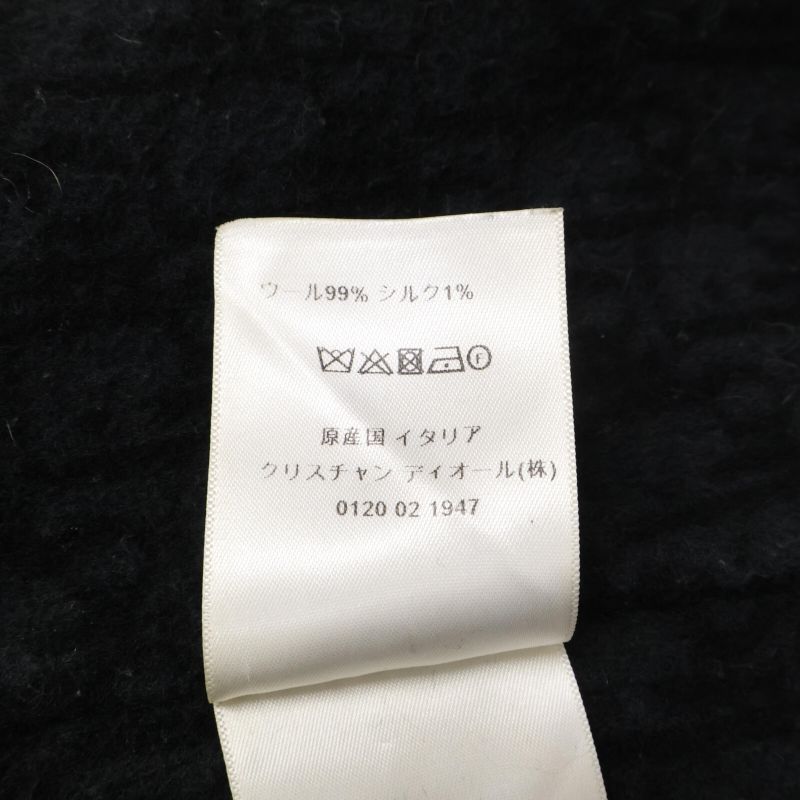 ウール99% シルク1%
F
原産国 イタリア
クリスチャン ディオール(株)
0120 02 1947